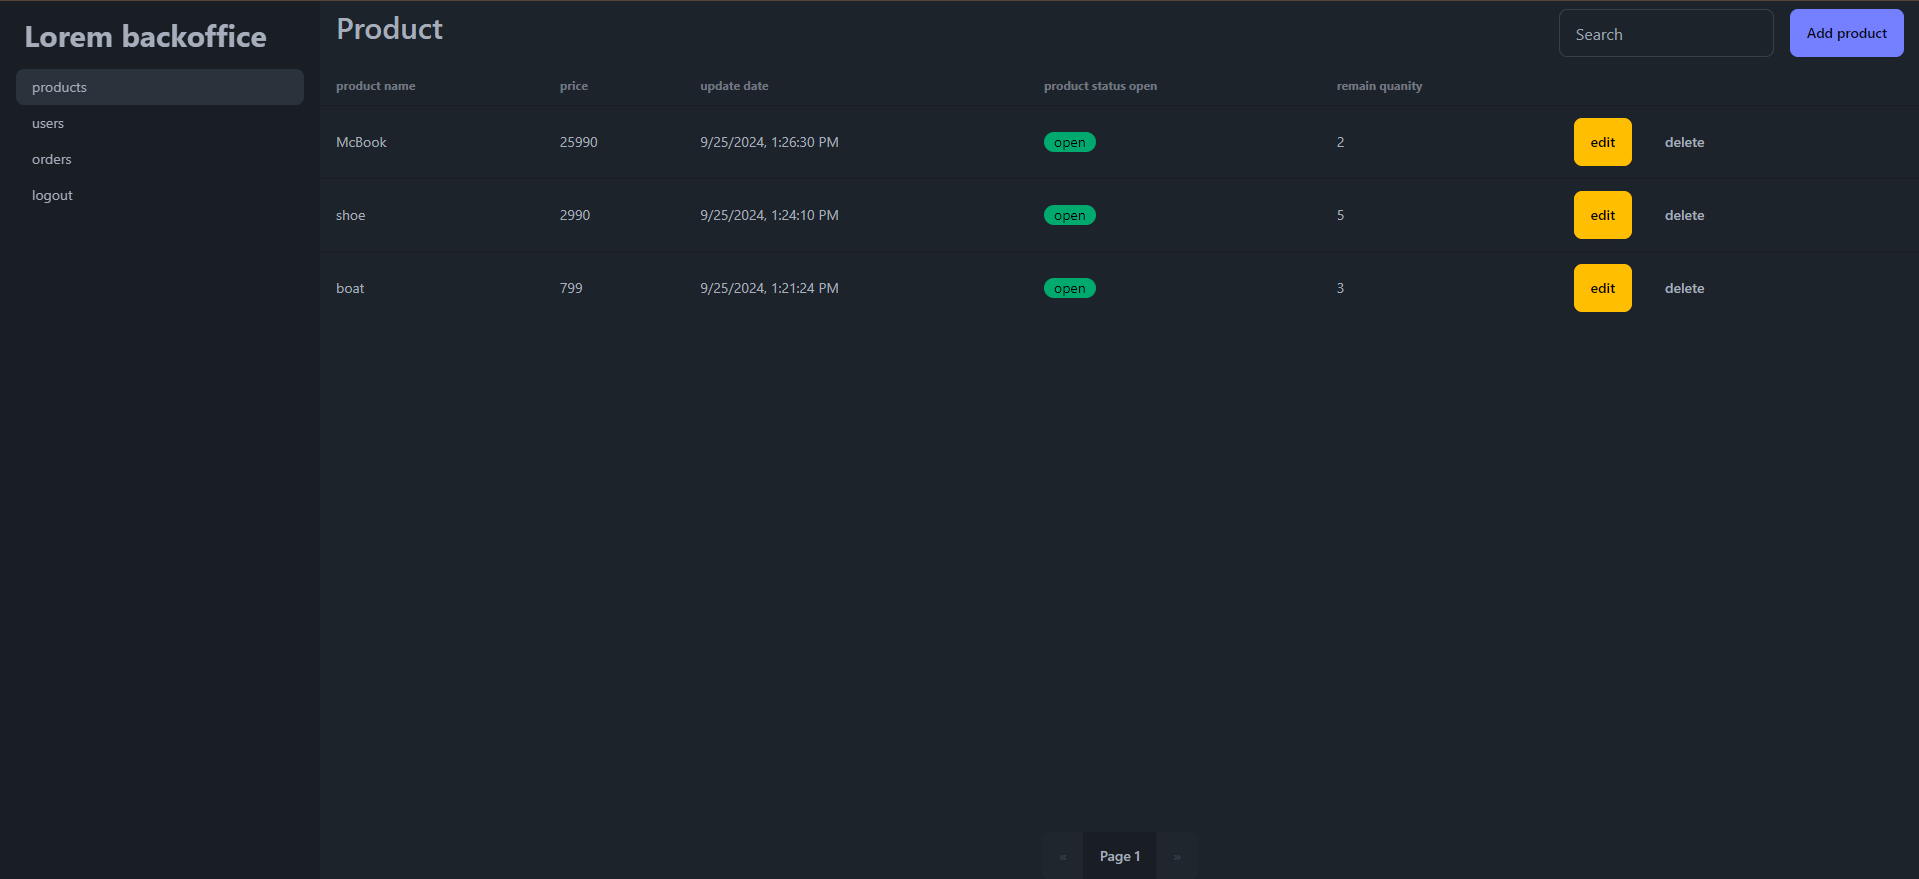 Lorem backoffice
products
users
orders
logout
Product
Search
Add product
product name price update date product status open remain quanity
McBook 25990 9/25/2024, 1:26:30 PM open 2 edit delete
shoe 2990 9/25/2024, 1:24:10 PM open 5 edit delete
boat 799 9/25/2024, 1:21:24 PM open 3 edit delete
« Page 1 »